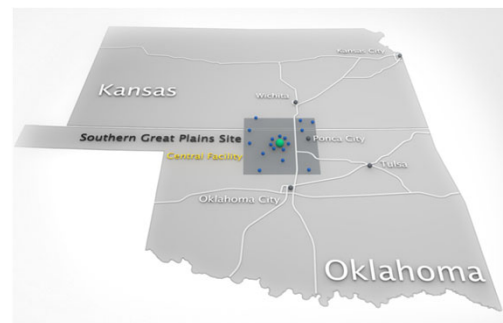 Kansas City
Kansas
Wichita
Southern Great Plains Site
Ponca City
Central Facility
Tulsa
Oklahoma City
Oklahoma